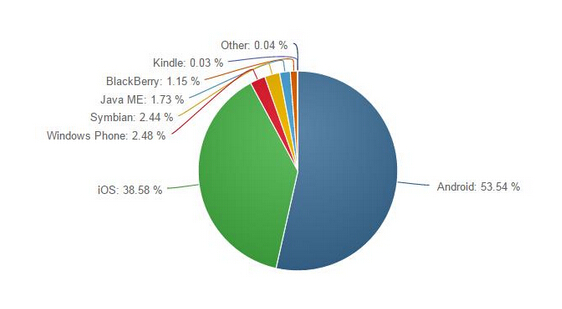 Other: 0.04 %
Kindle: 0.03 %
BlackBerry: 1.15 %
Java ME: 1.73 %
Symbian: 2.44 %
Windows Phone: 2.48 %
iOS: 38.58 %
Android: 53.54 %